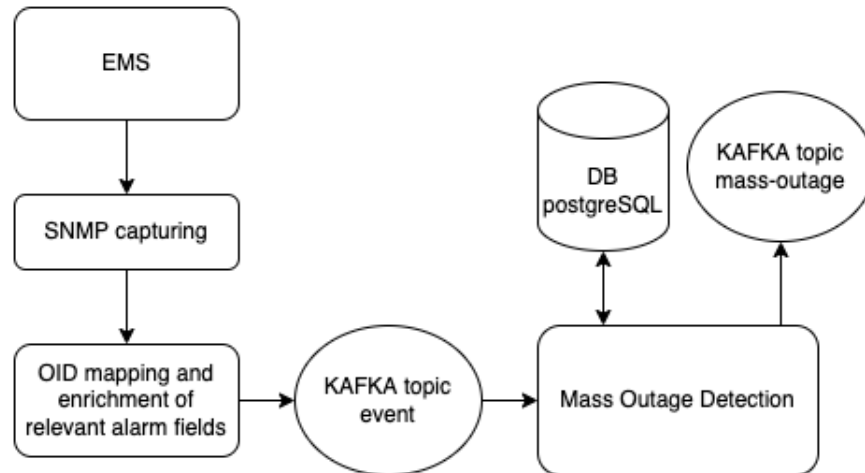 EMS
SNMP capturing
OID mapping and
enrichment of
relevant alarm fields
KAFKA topic
event
Mass Outage Detection
DB
postgreSQL
KAFKA topic
mass-outage